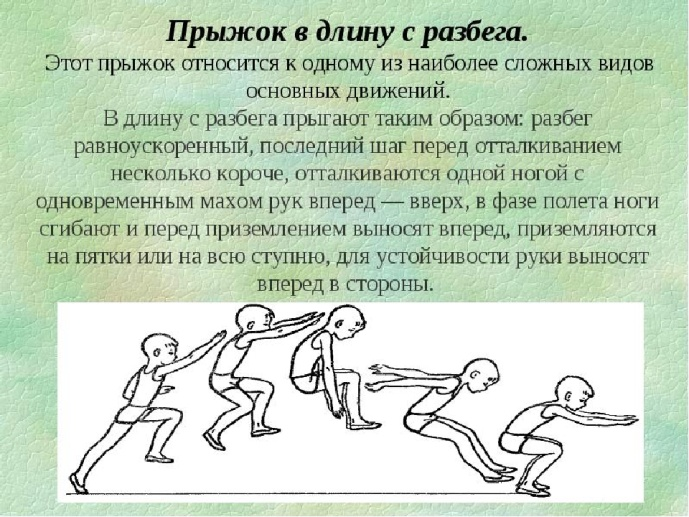 Прыжок в длину с разбега.
Этот прыжок относится к одному из наиболее сложных видов
основных движений.
В длину с разбега прыгают таким образом: разбег
равноускоренный, последний шаг перед отталкиванием
несколько короче, отталкиваются одной ногой с
одновременным махом рук вперед — вверх, в фазе полета ноги
сгибают и перед приземлением выносят вперед, приземляются
на пятки или на всю ступню, для устойчивости руки выносят
вперед в стороны.